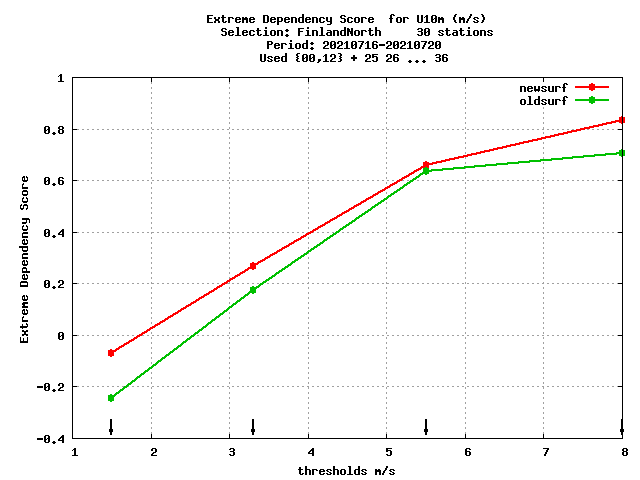 Extreme Dependency Score  for U10m (m/s)
Selection: FinlandNorth     30 stations
Period: 20210716-20210720
Used {00,12} + 25 26 ... 36
newsurf
oldsurf
1
0.8
0.6
0.4
0.2
0
-0.2
-0.4
Extreme Dependency Score
1 2 3 4 5 6 7 8
thresholds m/s